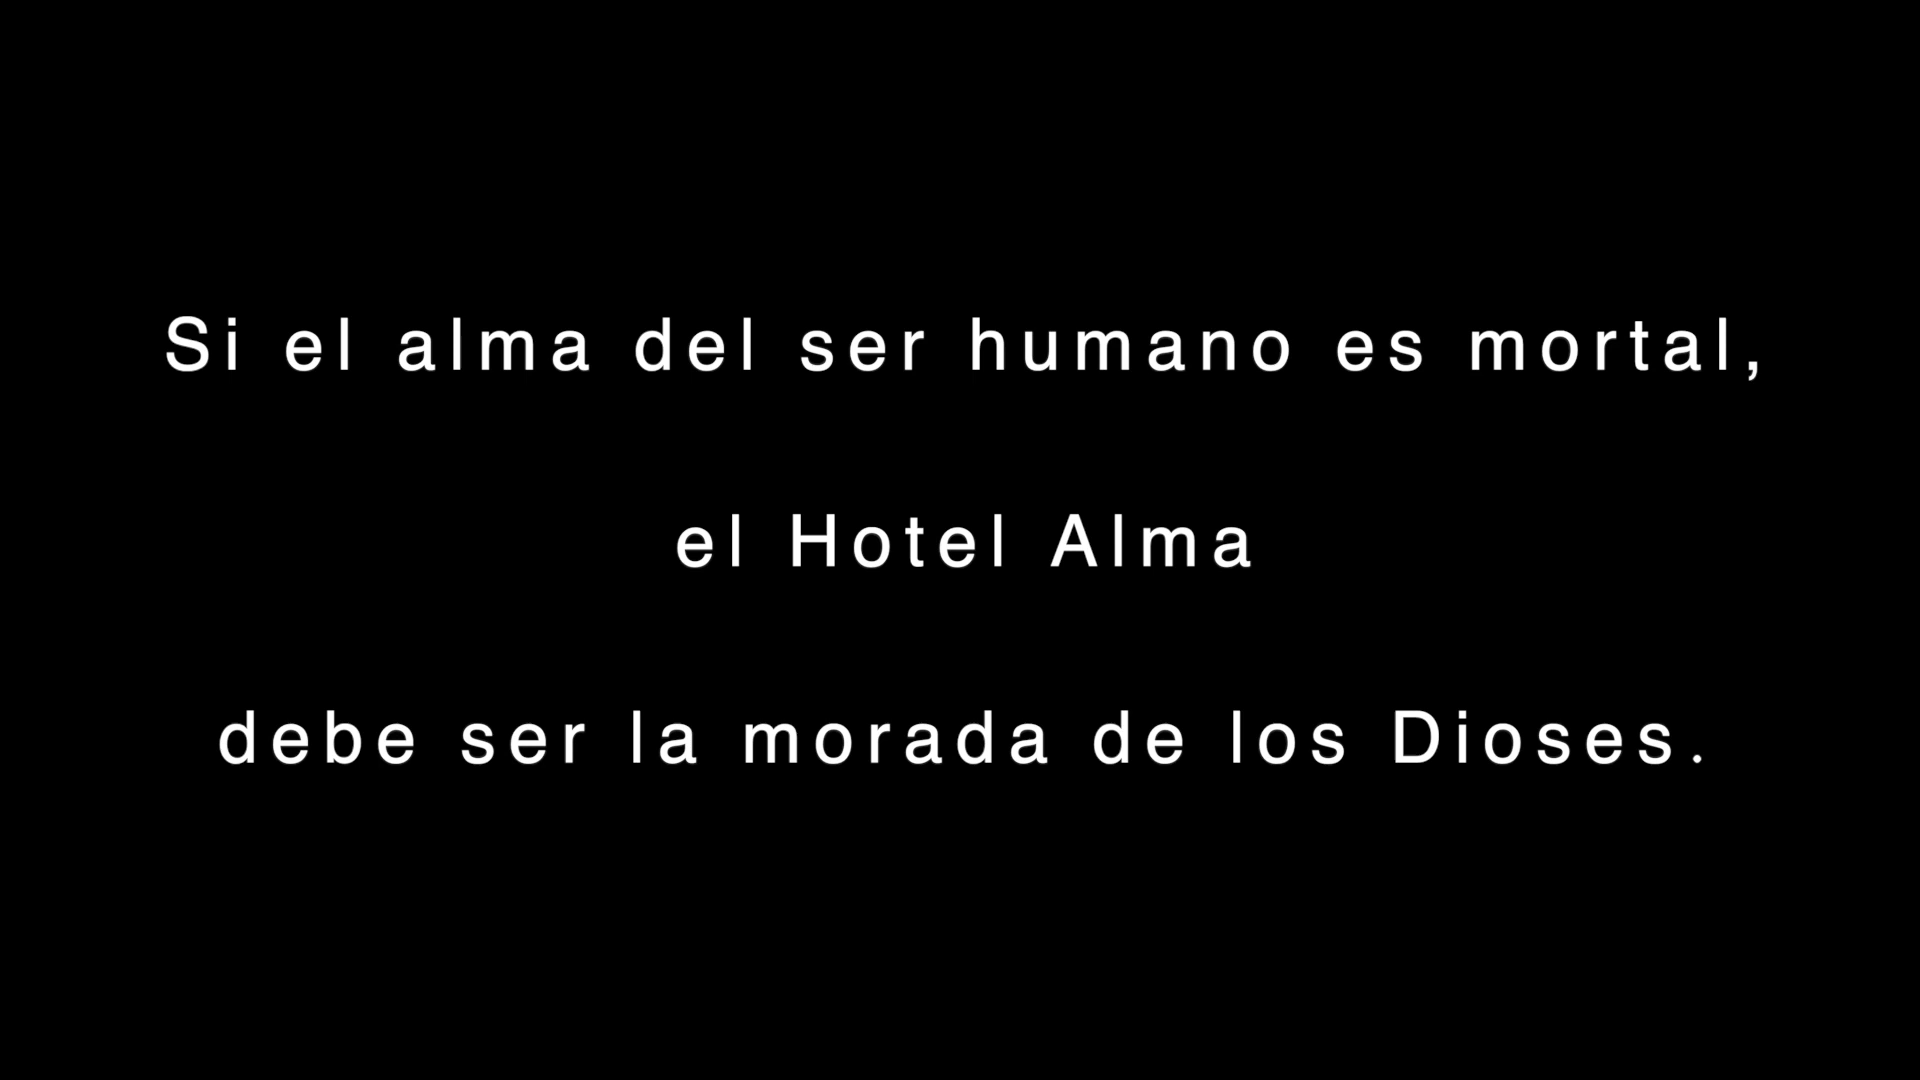 Si el alma del ser humano es mortal,
el Hotel Alma
debe ser la morada de los Dioses.